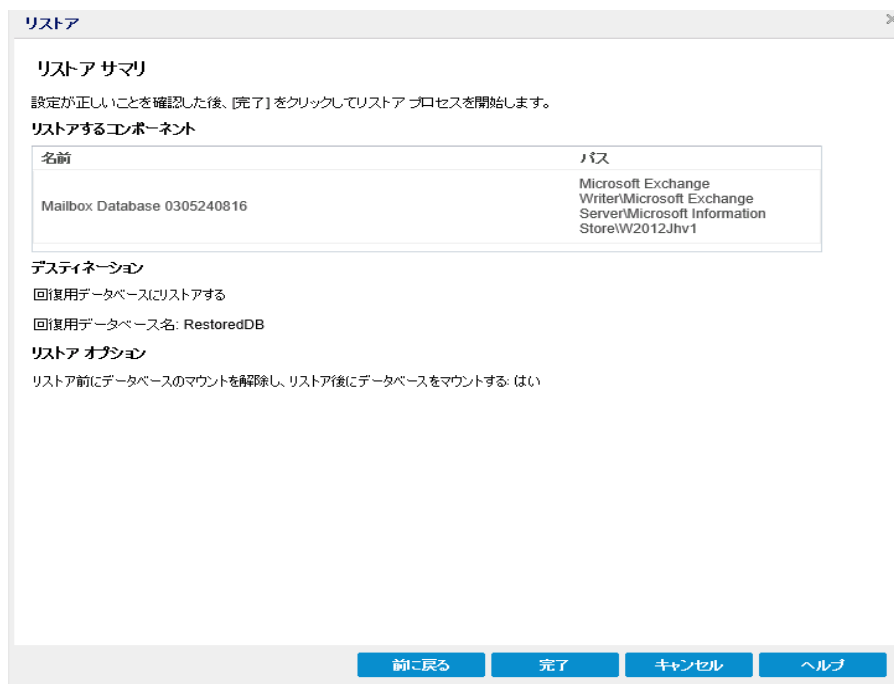 リストア
リストア サマリ
設定が正しいことを確認した後、[完了] をクリックしてリストア プロセスを開始します。
リストアするコンポーネント
名前 パス
Mailbox Database 0305240816
Microsoft Exchange
Writer\Microsoft Exchange
Server\Microsoft Information
Store\W2012Jhv1
デスティネーション
回復用データベースにリストアする
回復用データベース名: RestoredDB
リストア オプション
リストア前にデータベースのマウントを解除し、リストア後にデータベースをマウントする: はい
前に戻る 完了 キャンセル ヘルプ